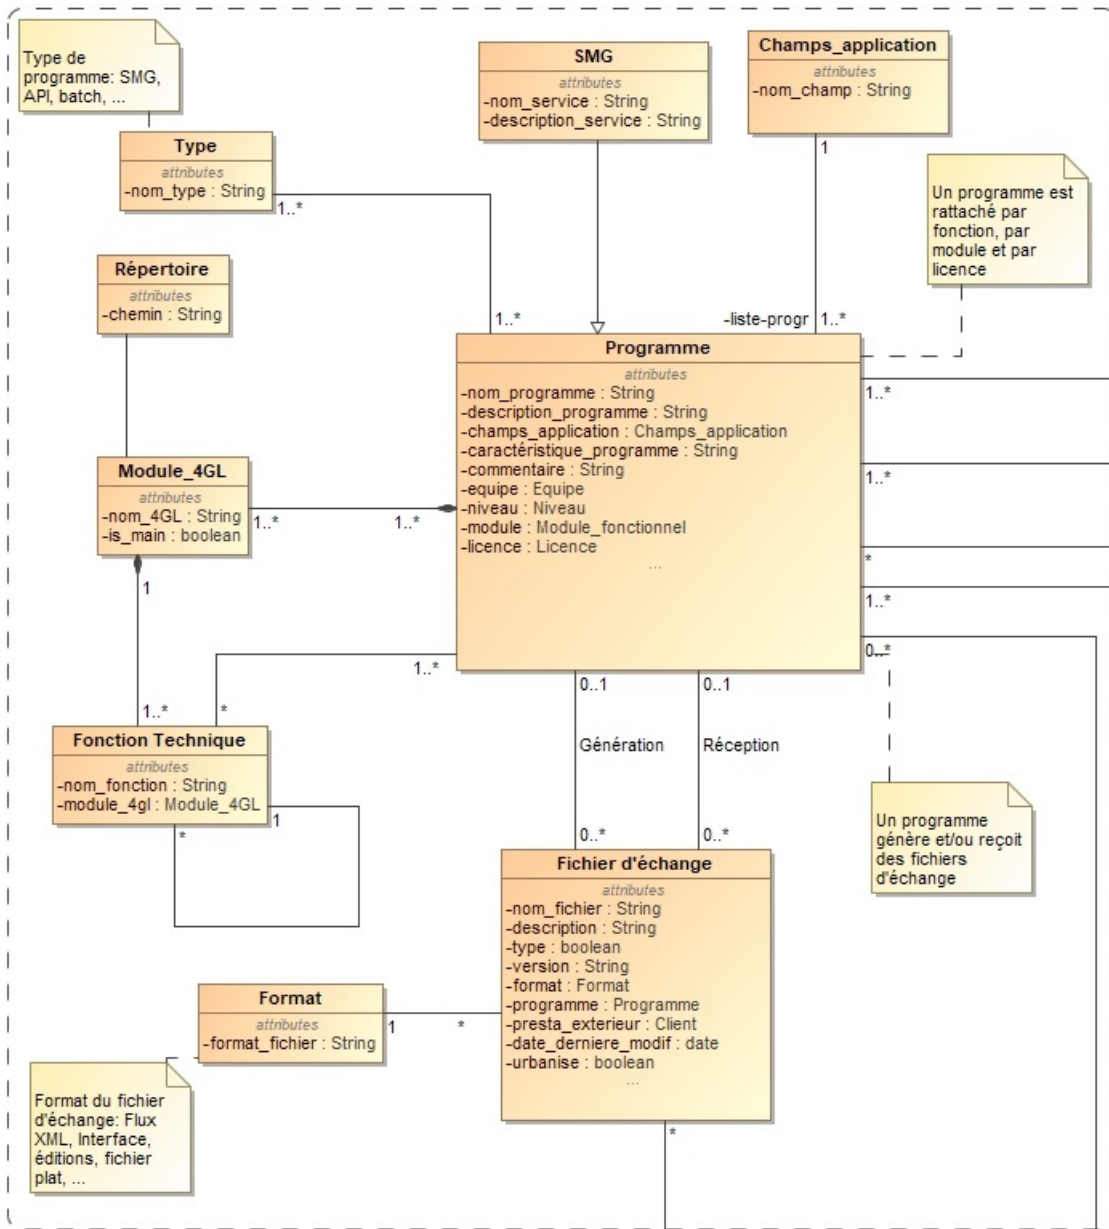 Type de
programme: SMG,
API, batch, ...
SMG
attributes
-nom_service : String
-description_service : String
Champs_application
attributes
-nom_champ : String
1
Type
attributes
-nom_type : String
1..*
Un programme est
rattaché par
fonction, par
module et par
licence
Répertoire
attributes
-chemin : String
1..*
-liste-progr
1..*
Programme
attributes
-nom_programme : String
-description_programme : String
-champs_application : Champs_application
-caractéristique_programme : String
-commentaire : String
-equipe : Equipe
-niveau : Niveau
-module : Module_fonctionnel
-licence : Licence
...
1..*
1..*
*
1..*
0..*
Module_4GL
attributes
-nom_4GL : String
-is_main : boolean
1..*
1..*
1
1..*
1..*
*
0..1
0..1
Fonction Technique
attributes
-nom_fonction : String
-module_4gl : Module_4GL
1
*
Génération
Réception
0..*
0..*
Un programme
génère et/ou reçoit
des fichiers
d'échange
Fichier d'échange
attributes
-nom_fichier : String
-description : String
-type : boolean
-version : String
-format : Format
-programme : Programme
-presta_exterieur : Client
-date_derniere_modif : date
-urbanise : boolean
...
*
Format
attributes
-format_fichier : String
1
*
Format du fichier
d'échange: Flux
XML, Interface,
éditions, fichier
plat, ...